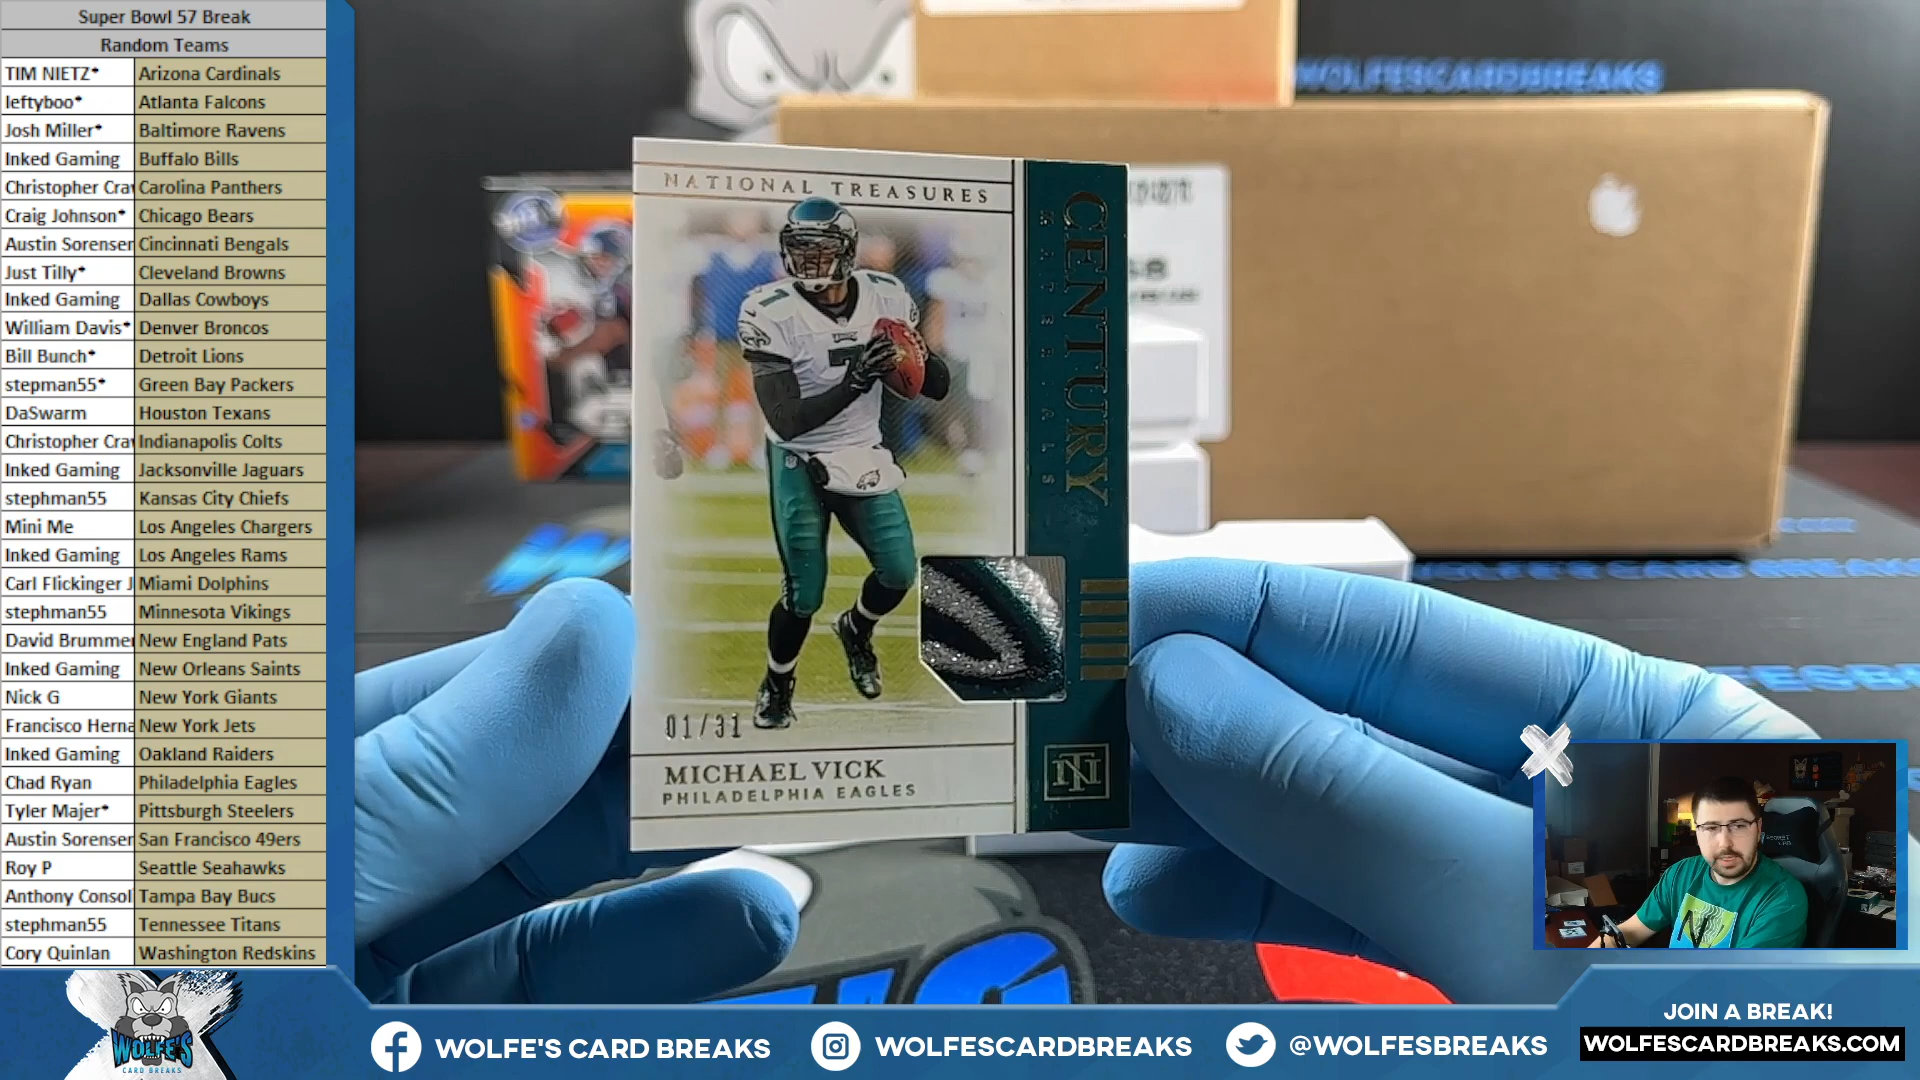 Super Bowl 57 Break
Random Teams
TIM NIETZ* Arizona Cardinals
leftyboo* Atlanta Falcons
Josh Miller* Baltimore Ravens
Inked Gaming Buffalo Bills
Christopher Cra Carolina Panthers
Craig Johnson* Chicago Bears
Austin Sorensen Cincinnati Bengals
Just Tilly* Cleveland Browns
Inked Gaming Dallas Cowboys
William Davis* Denver Broncos
Bill Bunch* Detroit Lions
stepman55* Green Bay Packers
DaSwarm Houston Texans
Christopher Cra Indianapolis Colts
Inked Gaming Jacksonville Jaguars
stephman55 Kansas City Chiefs
Mini Me Los Angeles Chargers
Inked Gaming Los Angeles Rams
Carl Flickinger J Miami Dolphins
stephman55 Minnesota Vikings
David Brummer New England Pats
Inked Gaming New Orleans Saints
Nick G New York Giants
Francisco Herna New York Jets
Inked Gaming Oakland Raiders
Chad Ryan Philadelphia Eagles
Tyler Majer* Pittsburgh Steelers
Austin Sorensen San Francisco 49ers
Roy P Seattle Seahawks
Anthony Consol Tampa Bay Bucs
stephman55 Tennessee Titans
Cory Quinlan Washington Redskins
WOLFESCARDBREAKS
NATIONAL TREASURES
CENTURY
MATERIALS
7
01/31
MICHAEL VICK
PHILADELPHIA EAGLES
NT
WOLFE'S
CARD BREAKS
WOLFE'S CARD BREAKS
WOLFESCARDBREAKS
@WOLFESBREAKS
JOIN A BREAK!
WOLFESCARDBREAKS.COM